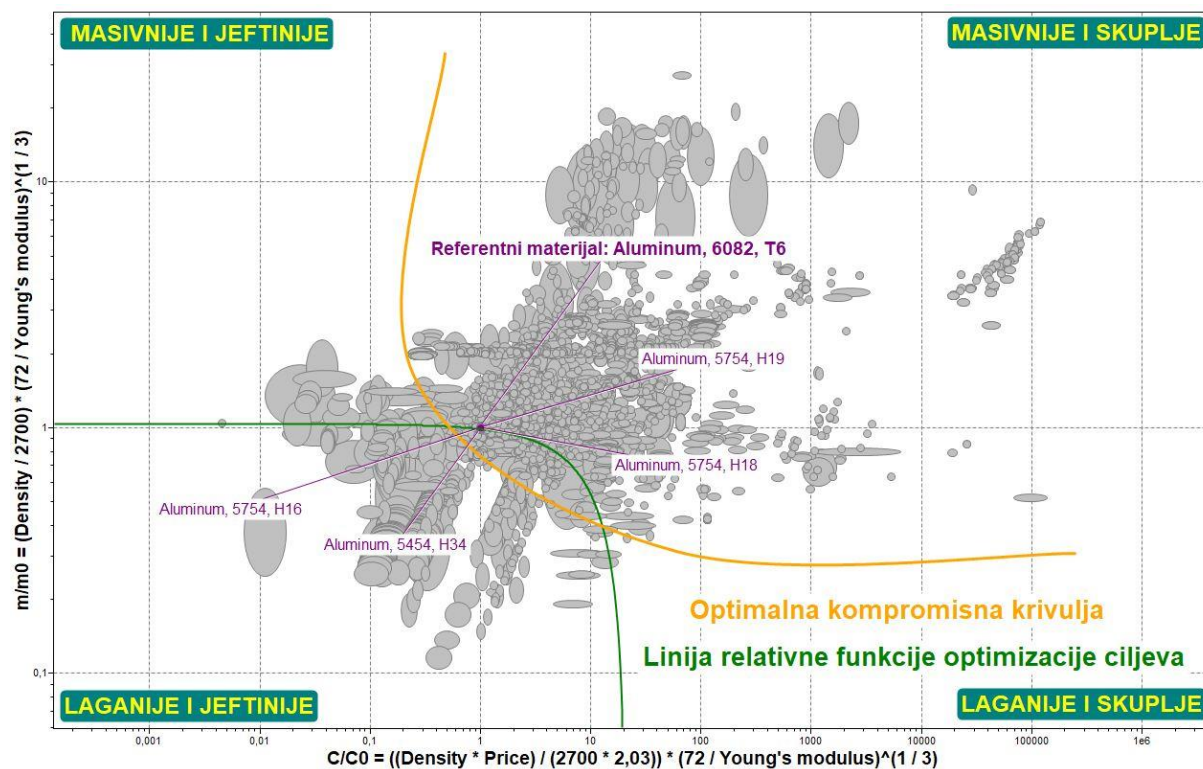 MASIVNIJE I JEFTINIJE
MASIVNIJE I SKUPLJE
m/m0 = (Density / 2700) * (72 / Young's modulus)^(1 / 3)
10
1
0,1
Referentni materijal: Aluminum, 6082, T6
Aluminum, 5754, H19
Aluminum, 5754, H18
Aluminum, 5754, H16
Aluminum, 5454, H34
Optimalna kompromisna krivulja
Linija relativne funkcije optimizacije ciljeva
LAGANIJE I JEFTINIJE
LAGANIJE I SKUPLJE
0,001 0,01 0,1 1 10 100 1000 10000 100000 1e6
C/C0 = ((Density * Price) / (2700 * 2,03)) * (72 / Young's modulus)^(1 / 3)